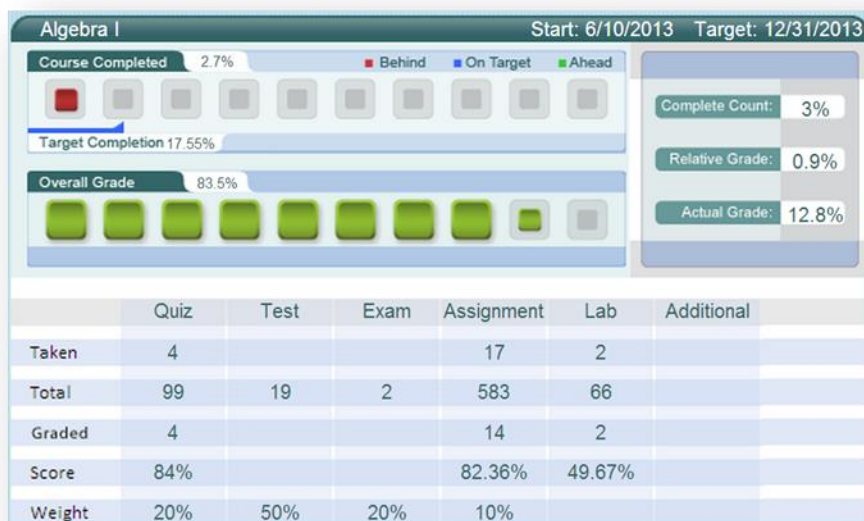 Algebra I Start: 6/10/2013 Target: 12/31/2013
Course Completed 2.7% Behind On Target Ahead
Complete Count: 3%
Target Completion 17.55%
Relative Grade: 0.9%
Overall Grade 83.5%
Actual Grade: 12.8%
Quiz Test Exam Assignment Lab Additional
Taken 4 17 2
Total 99 19 2 583 66
Graded 4 14 2
Score 84% 82.36% 49.67%
Weight 20% 50% 20% 10%